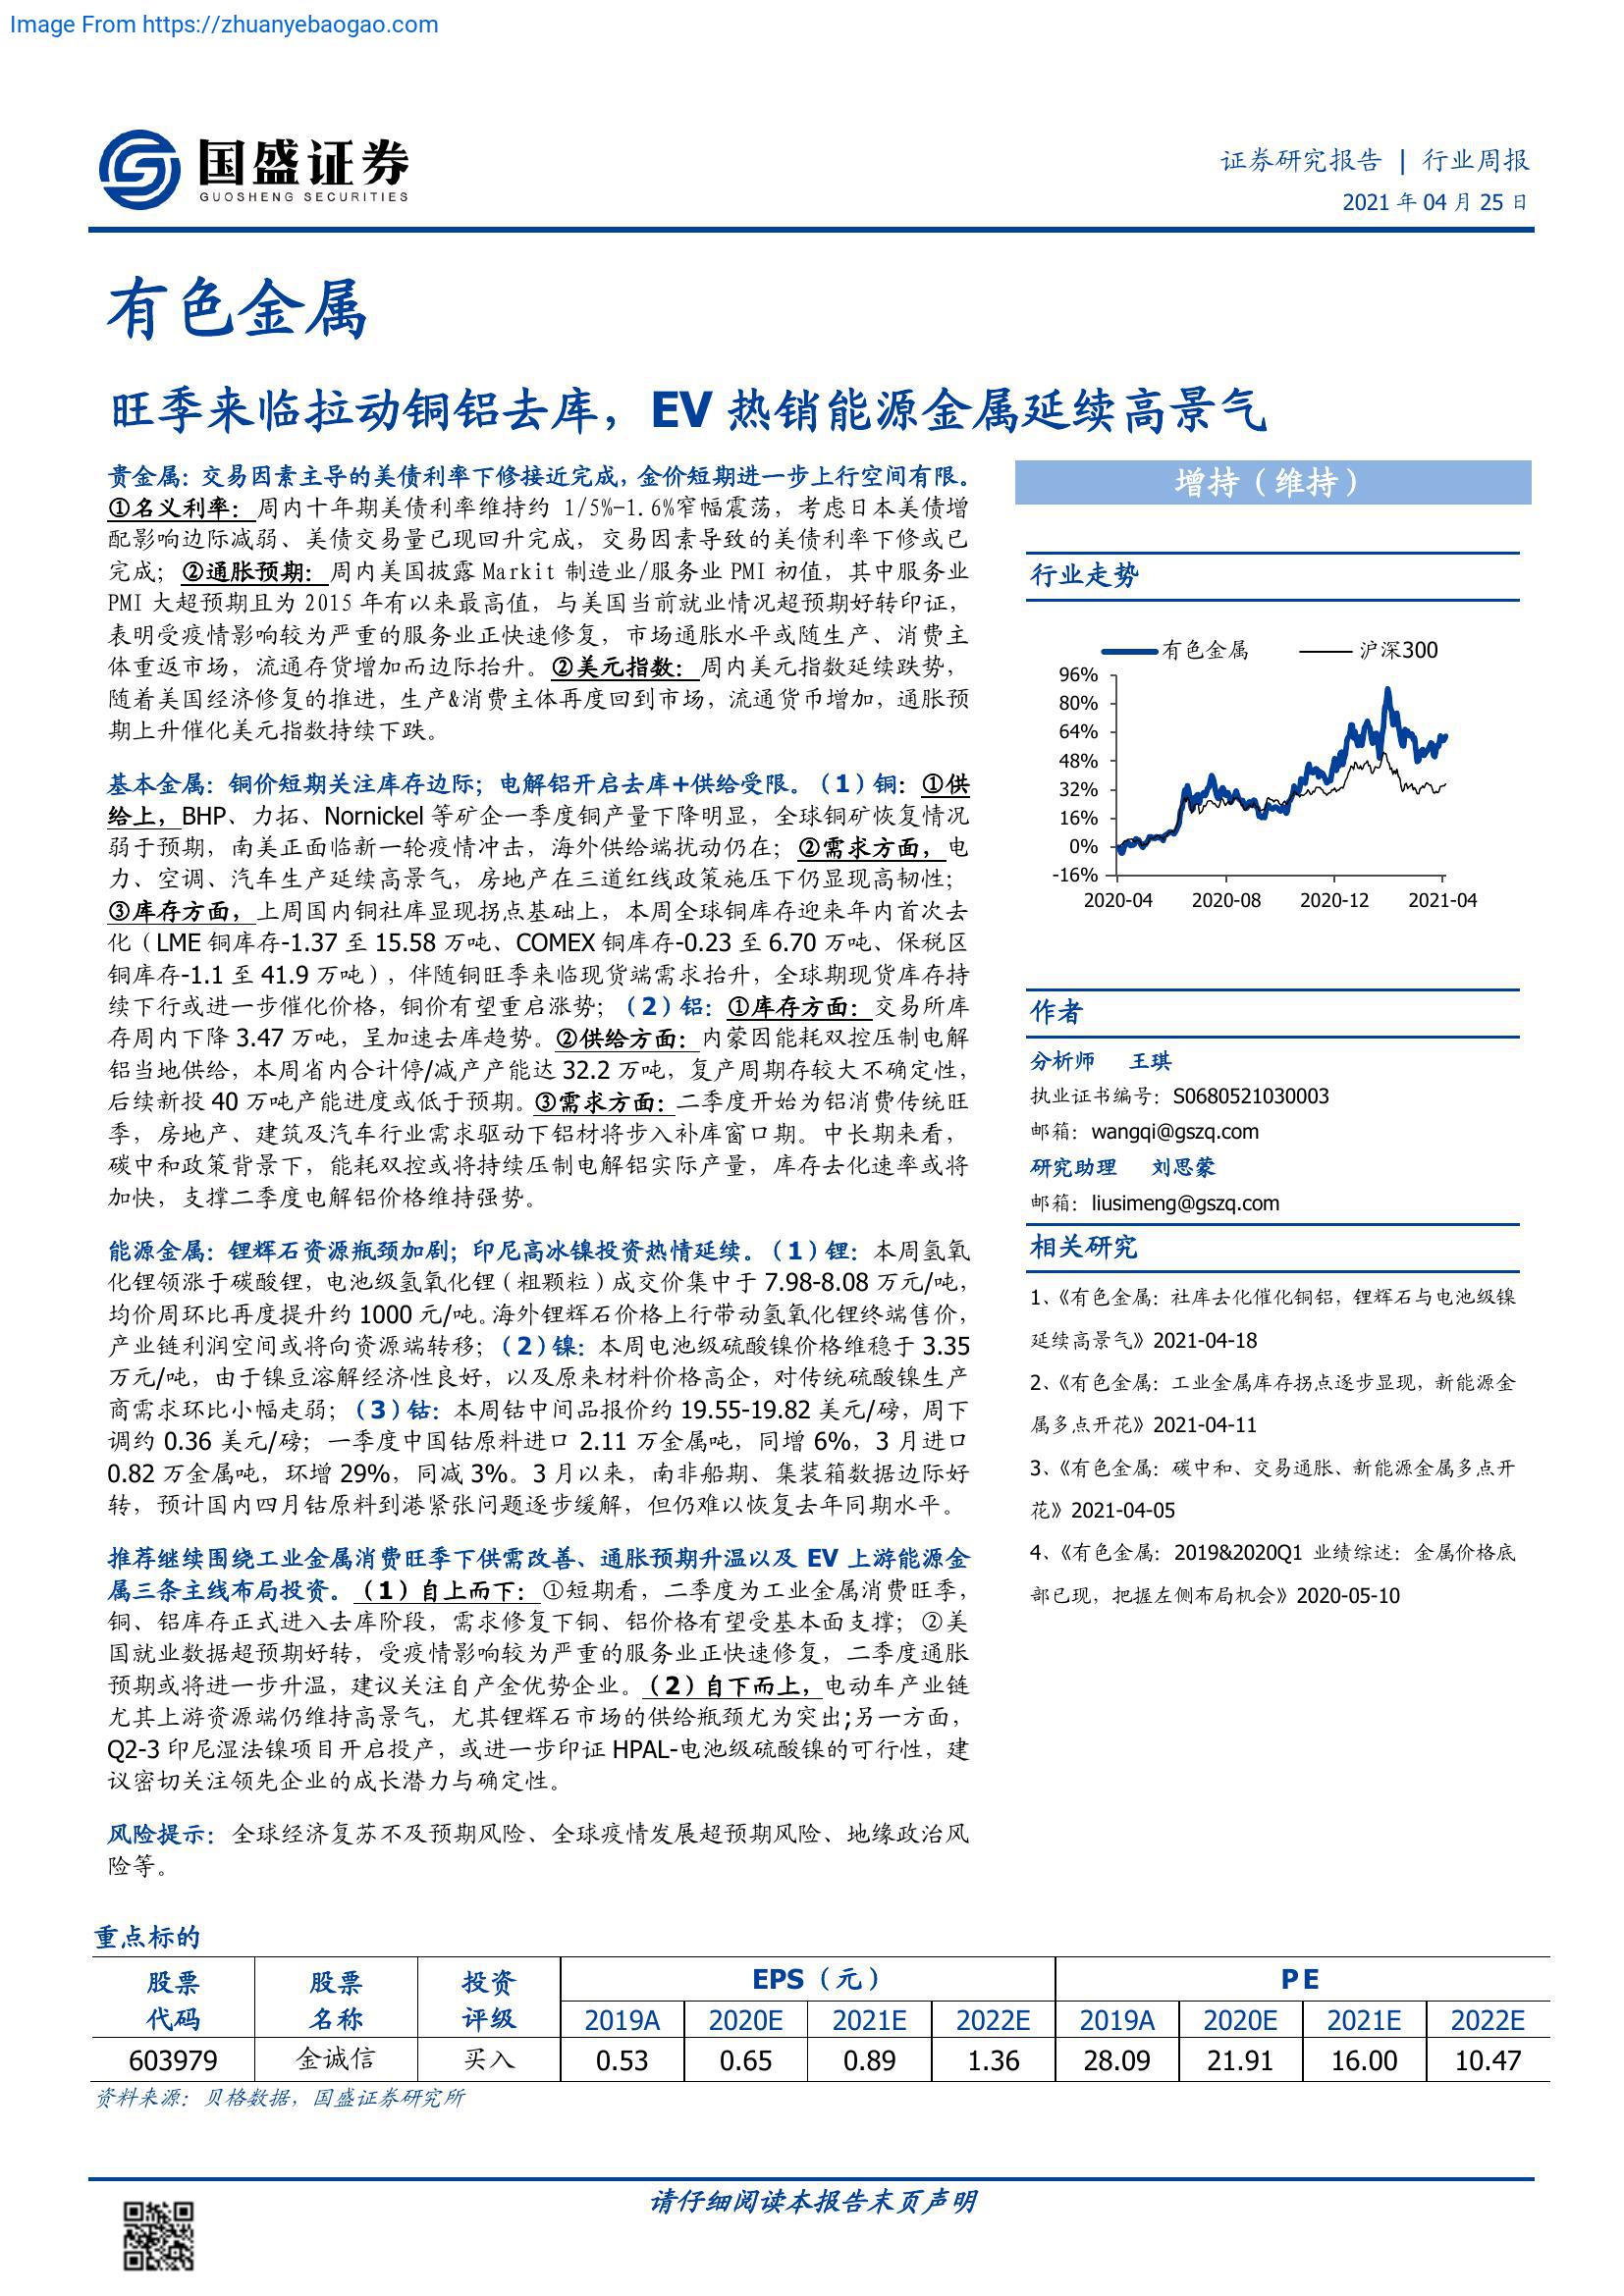 Image From https://zhuanyebaogao.com
国盛证券
GUOSHENG SECURITIES
证券研究报告 | 行业周报
2021 年 04 月 25 日
有色金属
旺季来临拉动铜铝去库，EV 热销能源金属延续高景气
贵金属：交易因素主导的美债利率下修接近完成，金价短期进一步上行空间有限。
①名义利率：周内十年期美债利率维持约 1/5%-1.6%窄幅震荡，考虑日本美债增
配影响边际减弱、美债交易量已现回升完成，交易因素导致的美债利率下修或已
完成；②通胀预期：周内美国披露 Markit 制造业/服务业 PMI 初值，其中服务业
PMI 大超预期且为 2015 年有以来最高值，与美国当前就业情况超预期好转印证，
表明受疫情影响较为严重的服务业正快速修复，市场通胀水平或随生产、消费主
体重返市场，流通存货增加而边际抬升。②美元指数：周内美元指数延续跌势，
随着美国经济修复的推进，生产&消费主体再度回到市场，流通货币增加，通胀预
期上升催化美元指数持续下跌。
基本金属：铜价短期关注库存边际；电解铝开启去库+供给受限。（1）铜：①供
给上，BHP、力拓、Nornickel 等矿企一季度铜产量下降明显，全球铜矿恢复情况
弱于预期，南美正面临新一轮疫情冲击，海外供给端扰动仍在；②需求方面，电
力、空调、汽车生产延续高景气，房地产在三道红线政策施压下仍显现高韧性；
③库存方面，上周国内铜社库显现拐点基础上，本周全球铜库存迎来年内首次去
化（LME 铜库存-1.37 至 15.58 万吨、COMEX 铜库存-0.23 至 6.70 万吨、保税区
铜库存-1.1 至 41.9 万吨），伴随铜旺季来临现货端需求抬升，全球期现货库存持
续下行或进一步催化价格，铜价有望重启涨势；（2）铝：①库存方面：交易所库
存周内下降 3.47 万吨，呈加速去库趋势。②供给方面：内蒙因能耗双控压制电解
铝当地供给，本周省内合计停/减产产能达 32.2 万吨，复产周期存较大不确定性，
后续新投 40 万吨产能进度或低于预期。③需求方面：二季度开始为铝消费传统旺
季，房地产、建筑及汽车行业需求驱动下铝材将步入补库窗口期。中长期来看，
碳中和政策背景下，能耗双控或将持续压制电解铝实际产量，库存去化速率或将
加快，支撑二季度电解铝价格维持强势。
能源金属：锂辉石资源瓶颈加剧；印尼高冰镍投资热情延续。（1）锂：本周氢氧
化锂领涨于碳酸锂，电池级氢氧化锂（粗颗粒）成交价集中于 7.98-8.08 万元/吨，
均价周环比再度提升约 1000 元/吨。海外锂辉石价格上行带动氢氧化锂终端售价，
产业链利润空间或将向资源端转移；（2）镍：本周电池级硫酸镍价格维稳于 3.35
万元/吨，由于镍豆溶解经济性良好，以及原来材料价格高企，对传统硫酸镍生产
商需求环比小幅走弱；（3）钴：本周钴中间品报价约 19.55-19.82 美元/磅，周下
调约 0.36 美元/磅；一季度中国钴原料进口 2.11 万金属吨，同增 6%，3 月进口
0.82 万金属吨，环增 29%，同减 3%。3 月以来，南非船期、集装箱数据边际好
转，预计国内四月钴原料到港紧张问题逐步缓解，但仍难以恢复去年同期水平。
推荐继续围绕工业金属消费旺季下供需改善、通胀预期升温以及 EV 上游能源金
属三条主线布局投资。（1）自上而下：①短期看，二季度为工业金属消费旺季，
铜、铝库存正式进入去库阶段，需求修复下铜、铝价格有望受基本面支撑；②美
国就业数据超预期好转，受疫情影响较为严重的服务业正快速修复，二季度通胀
预期或将进一步升温，建议关注自产金优势企业。（2）自下而上，电动车产业链
尤其上游资源端仍维持高景气，尤其锂辉石市场的供给瓶颈尤为突出;另一方面，
Q2-3 印尼湿法镍项目开启投产，或进一步印证 HPAL-电池级硫酸镍的可行性，建
议密切关注领先企业的成长潜力与确定性。
风险提示：全球经济复苏不及预期风险、全球疫情发展超预期风险、地缘政治风
险等。
增持（维持）
行业走势
有色金属 沪深300
96%
80%
64%
48%
32%
16%
0%
-16%
2020-04 2020-08 2020-12 2021-04
作者
分析师 王琪
执业证书编号：S0680521030003
邮箱：wangqi@gszq.com
研究助理 刘思蒙
邮箱：liusimeng@gszq.com
相关研究
1、《有色金属：社库去化催化铜铝，锂辉石与电池级镍
延续高景气》2021-04-18
2、《有色金属：工业金属库存拐点逐步显现，新能源金
属多点开花》2021-04-11
3、《有色金属：碳中和、交易通胀、新能源金属多点开
花》2021-04-05
4、《有色金属：2019&2020Q1 业绩综述：金属价格底
部已现，把握左侧布局机会》2020-05-10
重点标的
股票 股票 投资 EPS（元） PE
代码 名称 评级 2019A 2020E 2021E 2022E 2019A 2020E 2021E 2022E
603979 金诚信 买入 0.53 0.65 0.89 1.36 28.09 21.91 16.00 10.47
资料来源：贝格数据，国盛证券研究所
请仔细阅读本报告末页声明